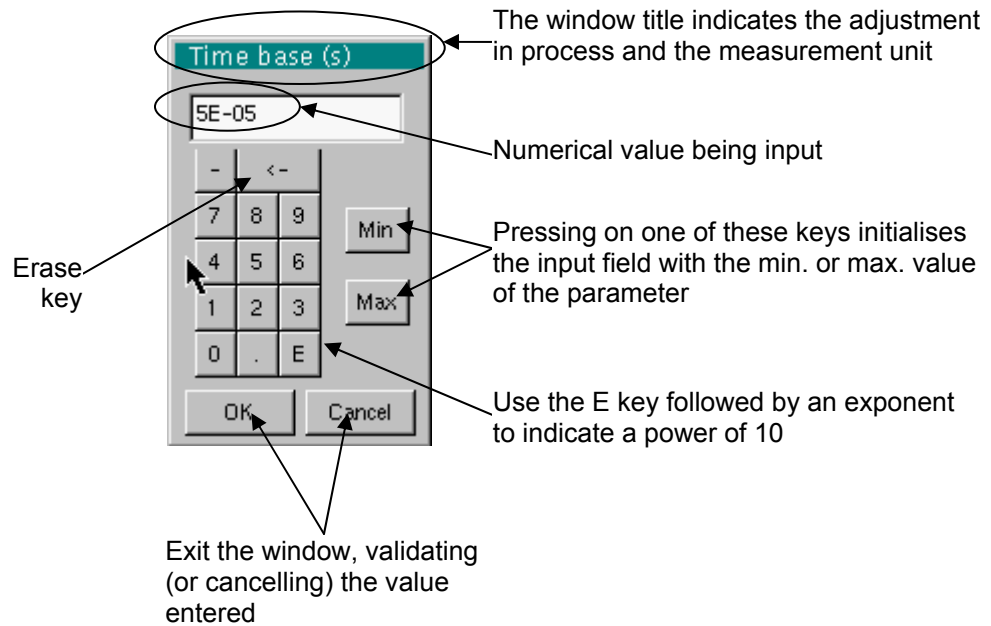 The window title indicates the adjustment
in process and the measurement unit
Time base (s)
5E-05
Numerical value being input
- <-
7 8 9
Min
Pressing on one of these keys initialises
the input field with the min. or max. value
of the parameter
Erase
key
4 5 6
1 2 3
Max
0 . E
Use the E key followed by an exponent
to indicate a power of 10
OK Cancel
Exit the window, validating
(or cancelling) the value
entered